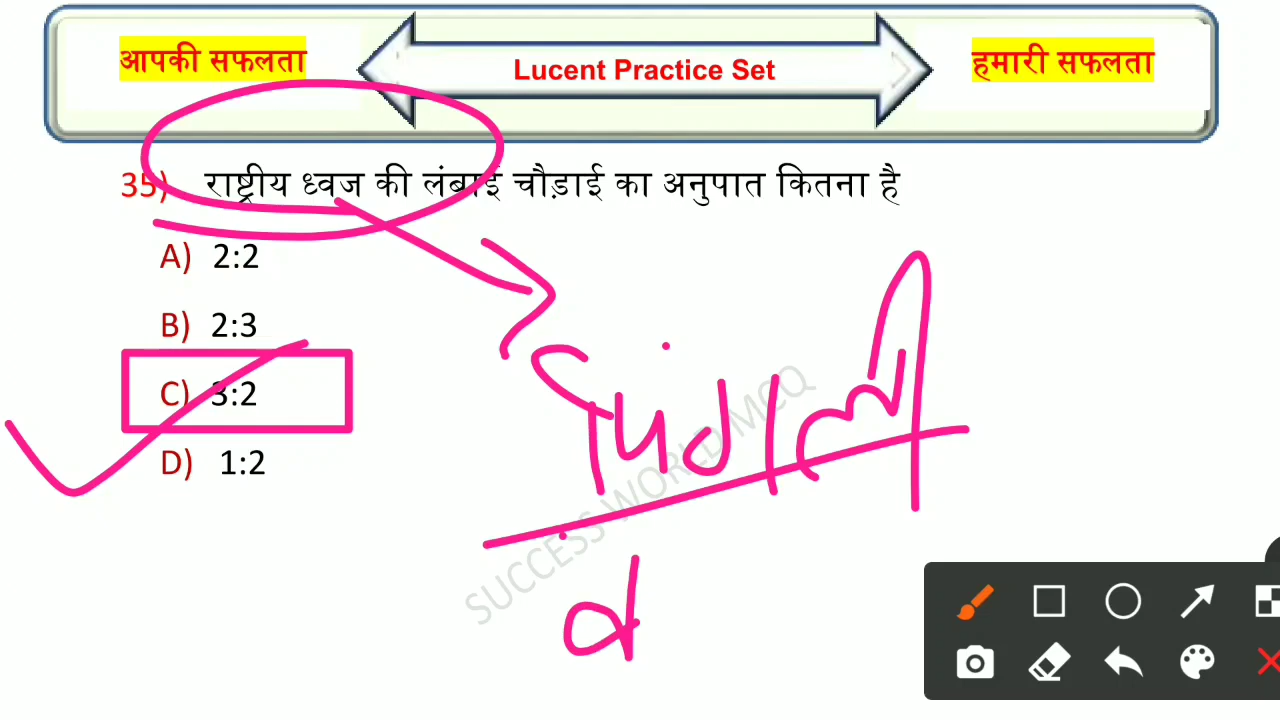 आपकी सफलता
Lucent Practice Set
हमारी सफलता
35) राष्ट्रीय ध्वज की लंबाई चौड़ाई का अनुपात कितना है
A) 2:2
B) 2:3
C) 3:2
D) 1:2
SUCCESS WORLD MCQ